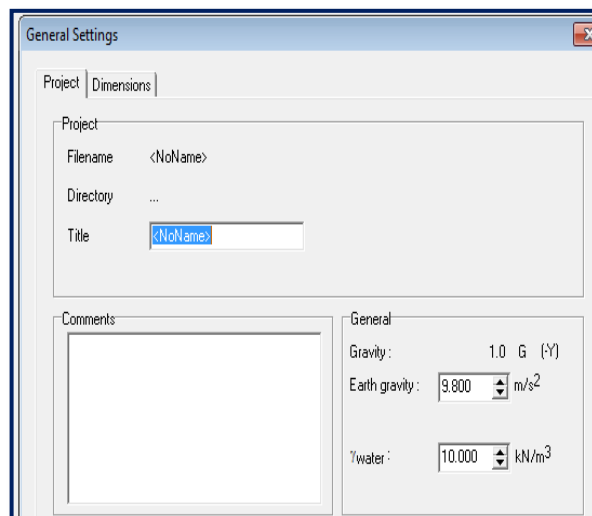 General Settings
Project
Dimensions
Project
Filename <NoName>
Directory ...
Title <NoName>
Comments
General
Gravity : 1.0 G (-Y)
Earth gravity : 9.800 m/s2
γwater : 10.000 kN/m3